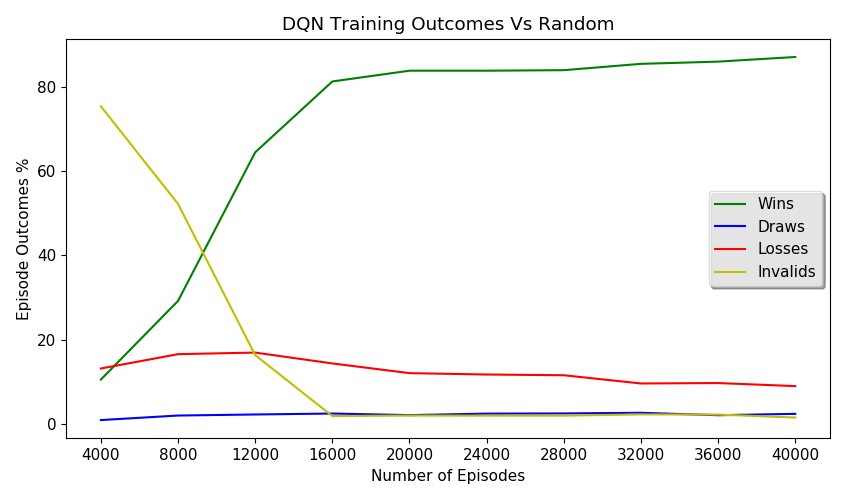 DQN Training Outcomes Vs Random
Episode Outcomes %
80
60
40
20
0
Wins
Draws
Losses
Invalids
4000 8000 12000 16000 20000 24000 28000 32000 36000 40000
Number of Episodes